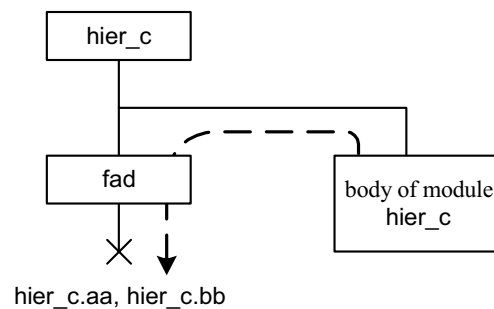 hier_c
fad
body of module
hier_c
hier_c.aa, hier_c.bb